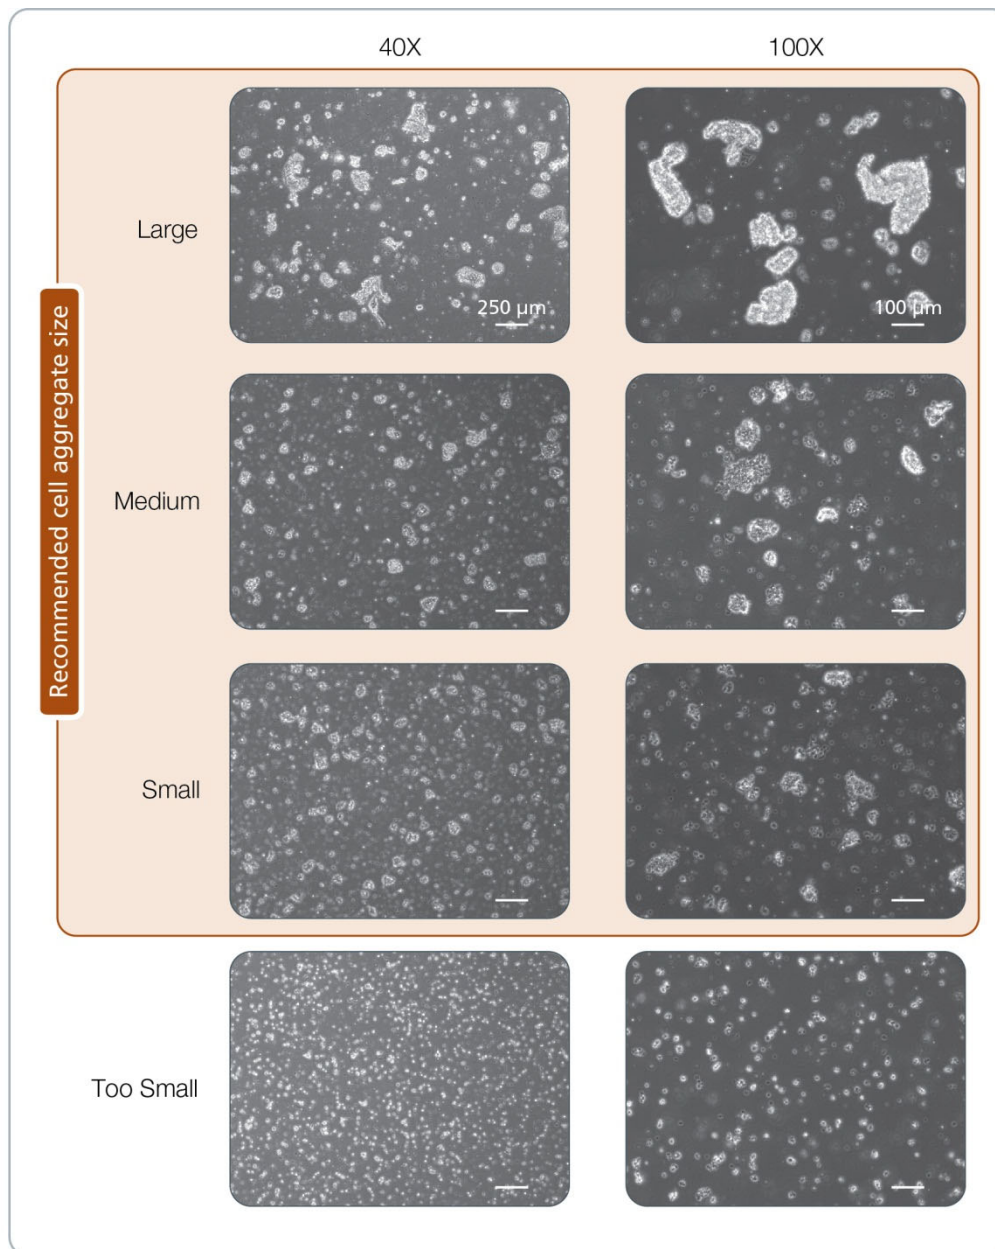 40X 100X
Recommended cell aggregate size
Large
250 µm
100 µm
Medium
Small
Too Small